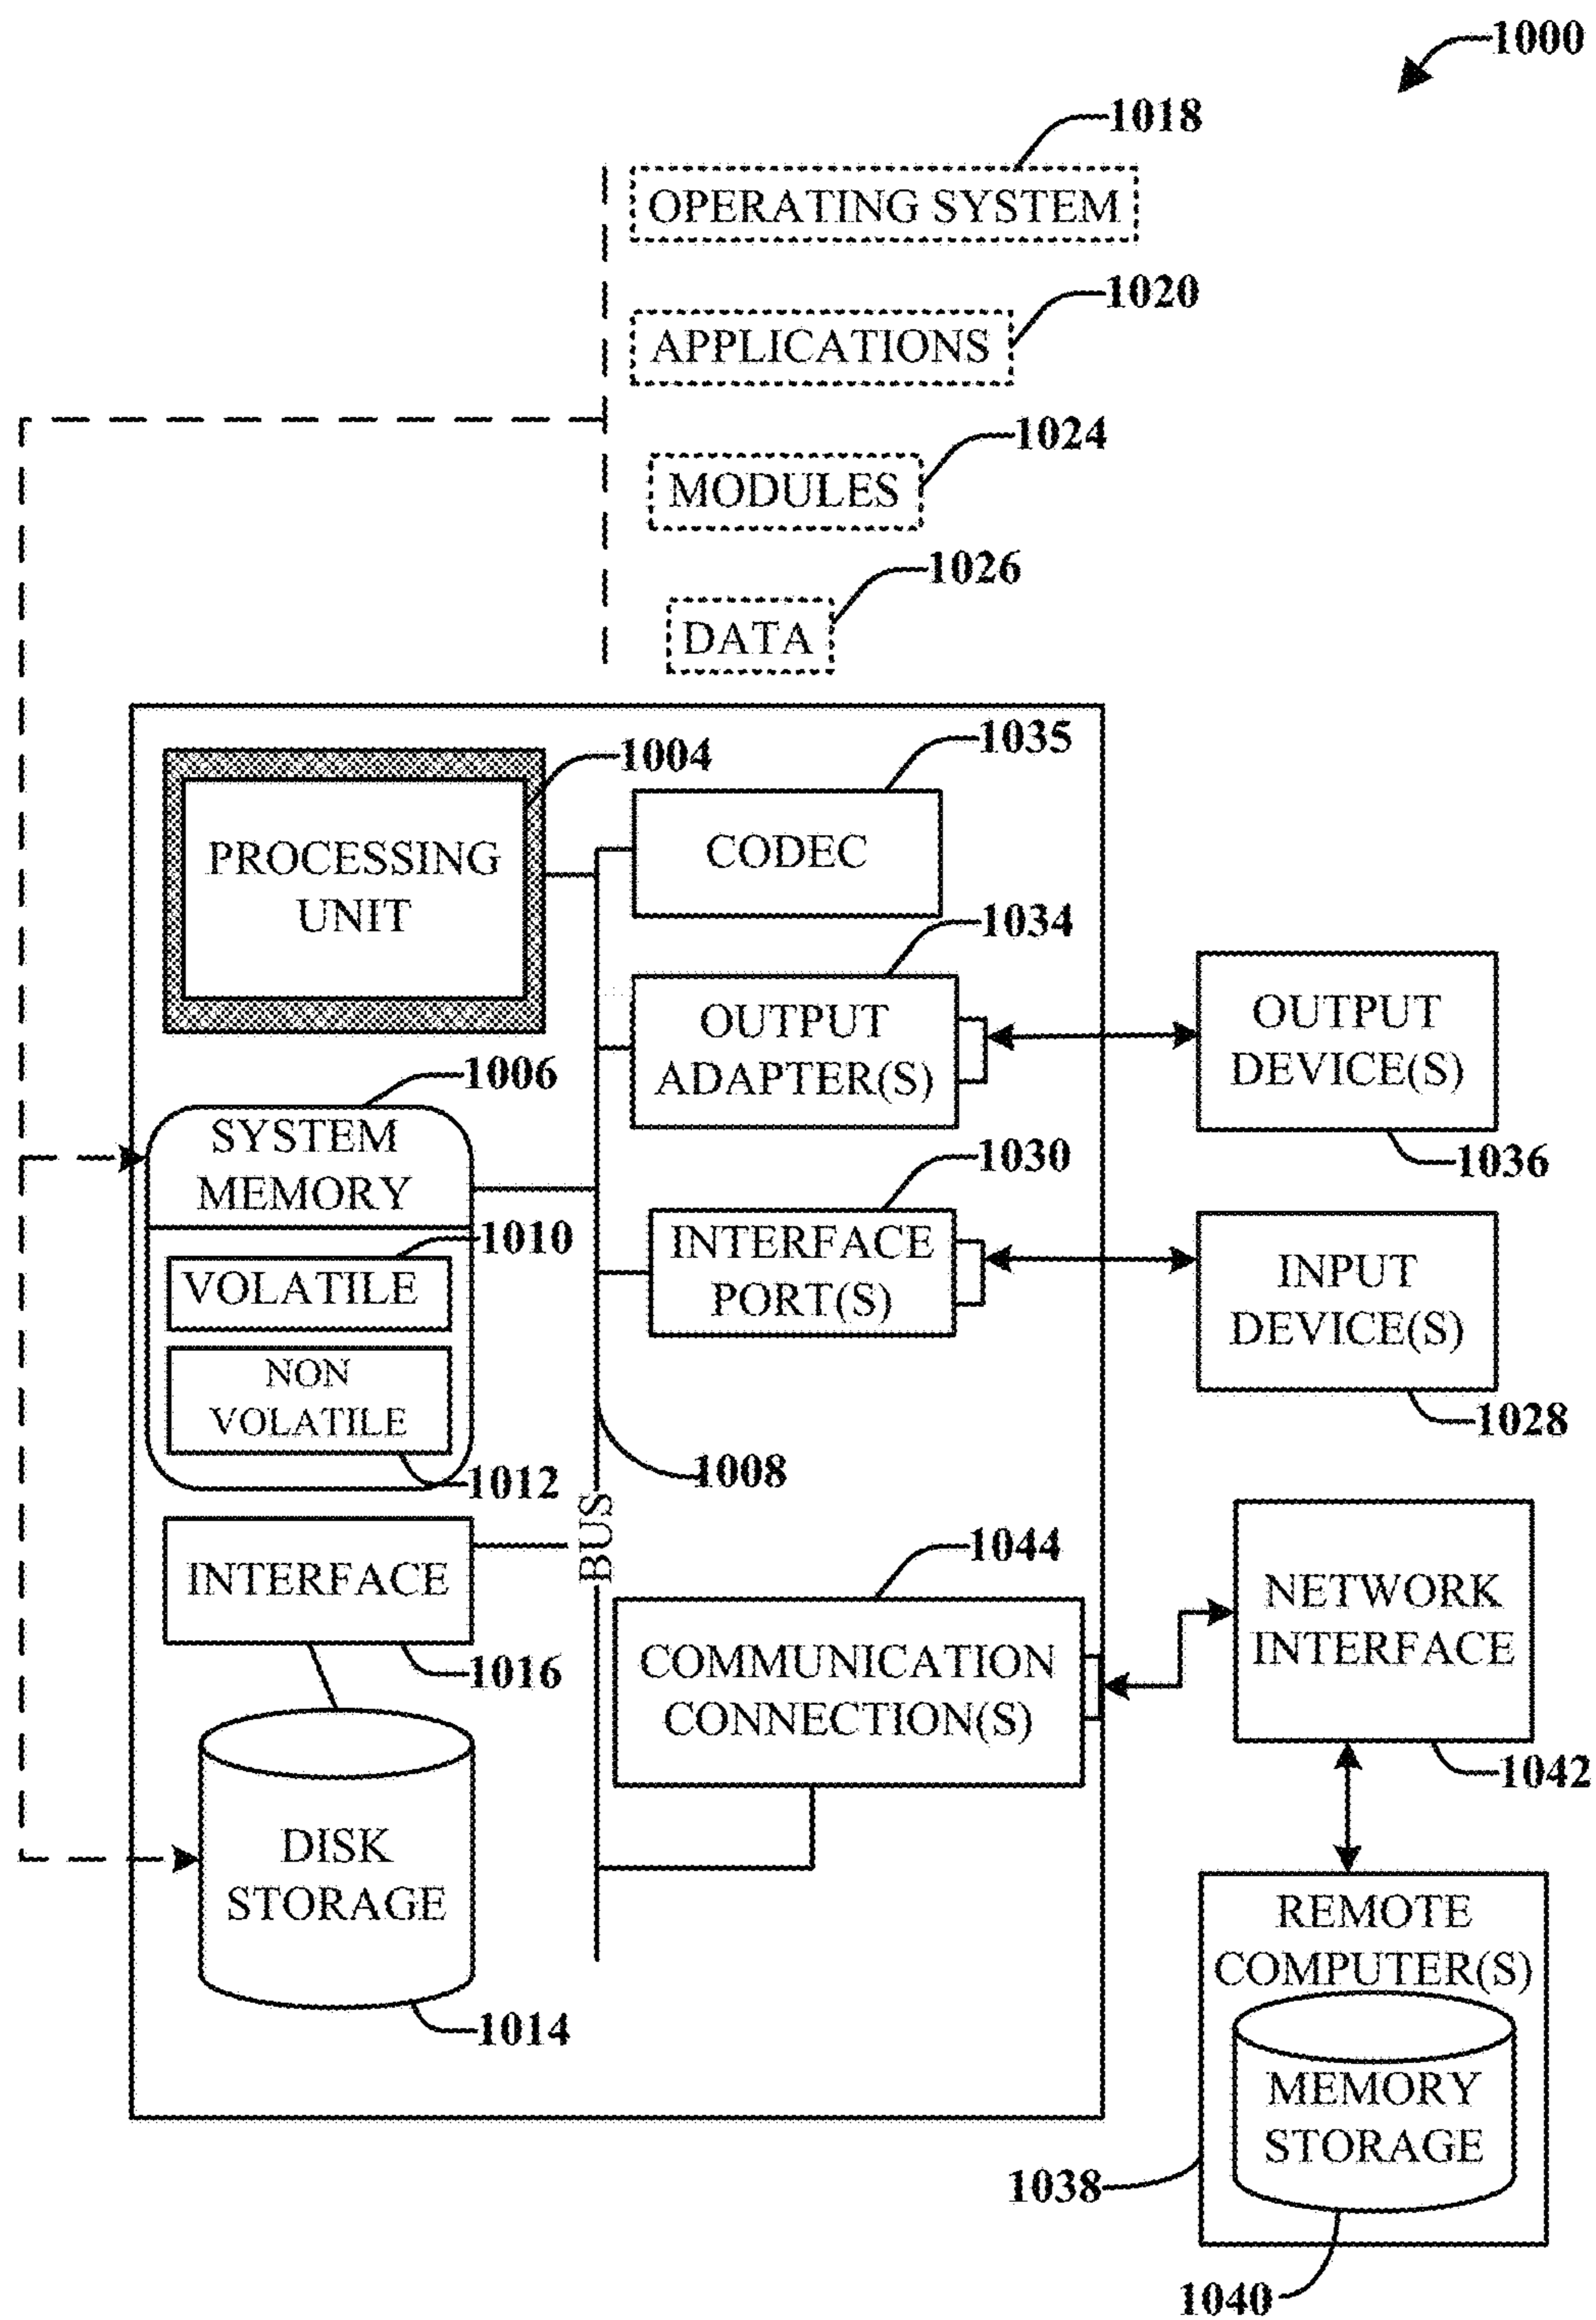 1000
1018
OPERATING SYSTEM
1020
APPLICATIONS
1024
MODULES
1026
DATA
1035
1004
CODEC
PROCESSING
UNIT
1034
OUTPUT
ADAPTER(S)
OUTPUT
DEVICE(S)
1036
1006
SYSTEM
MEMORY
1030
INTERFACE
PORT(S)
1010
VOLATILE
INPUT
DEVICE(S)
1028
NON
VOLATILE
1012
1008
BUS
INTERFACE
1016
1044
COMMUNICATION
CONNECTION(S)
NETWORK
INTERFACE
1042
DISK
STORAGE
1014
REMOTE
COMPUTER(S)
MEMORY
STORAGE
1038
1040